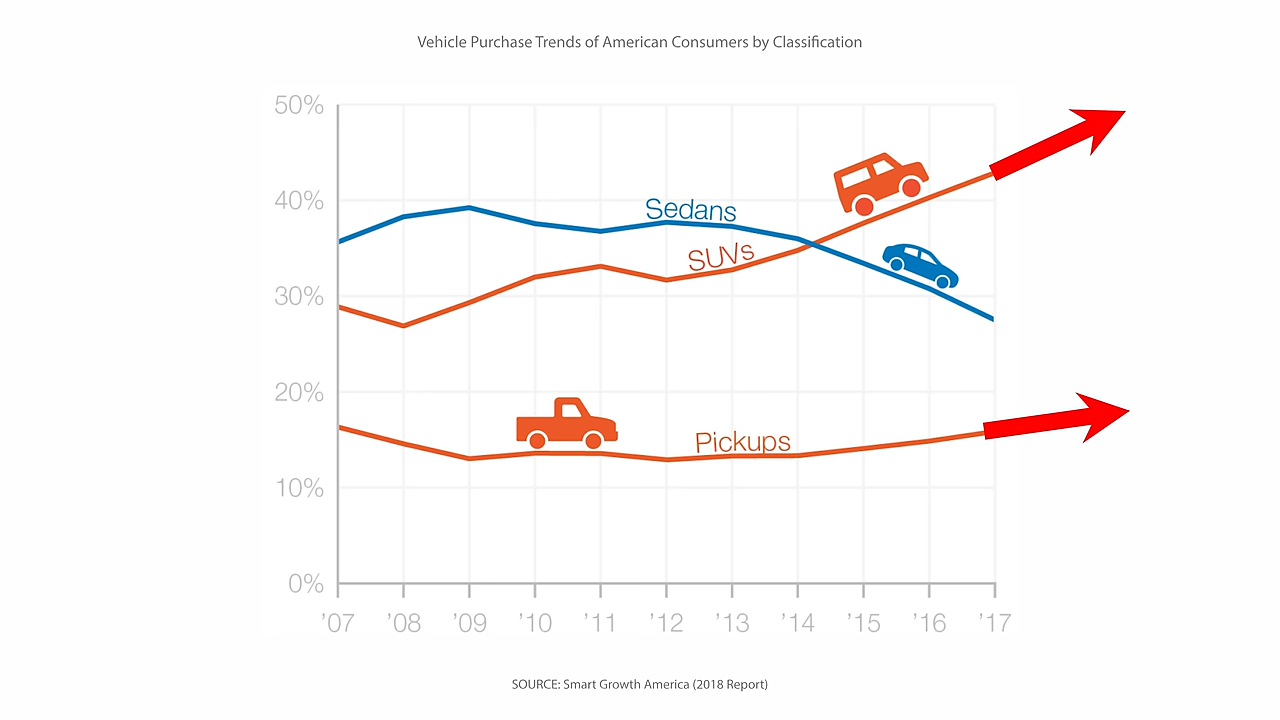 Vehicle Purchase Trends of American Consumers by Classification
50%
40%
30%
20%
10%
0%
Sedans
SUVs
Pickups
’07 ’08 ’09 ’10 ’11 ’12 ’13 ’14 ’15 ’16 ’17
SOURCE: Smart Growth America (2018 Report)